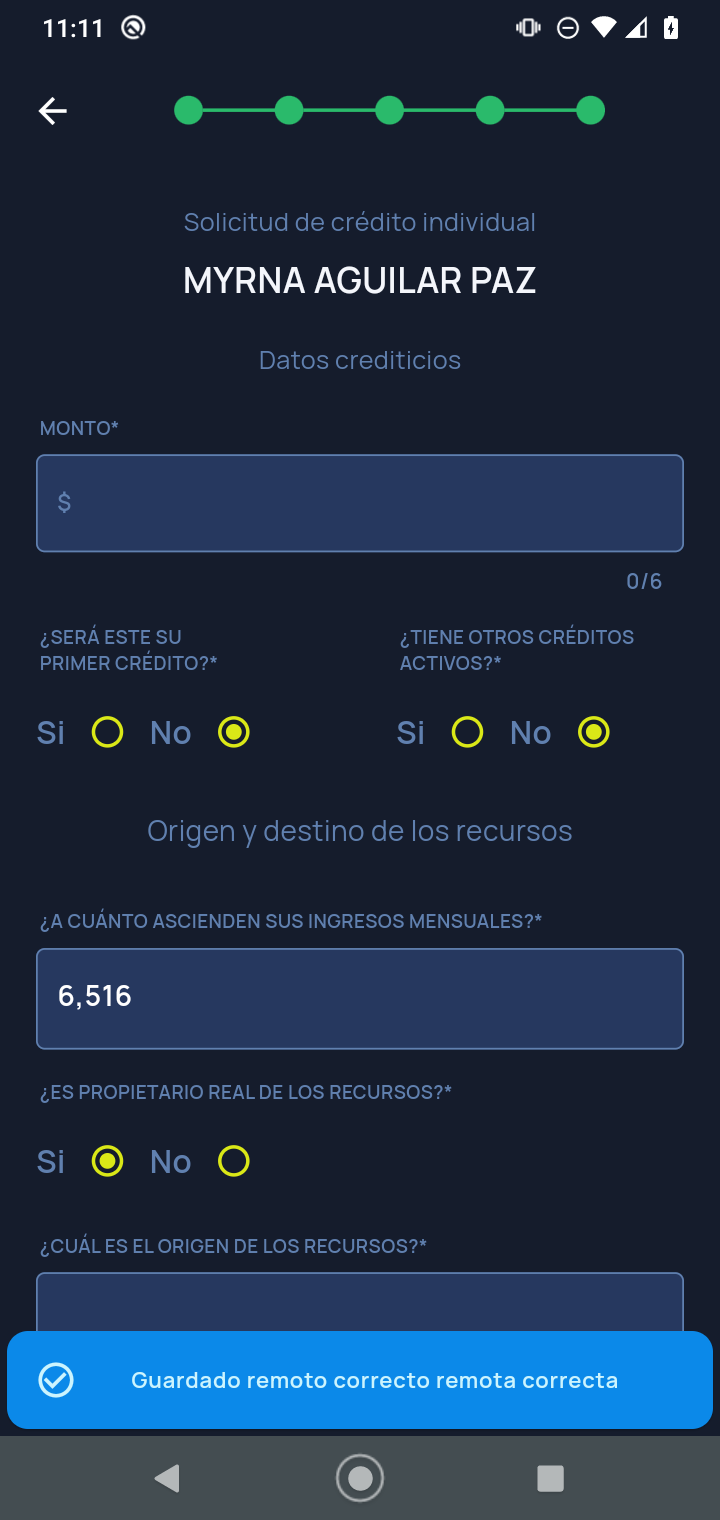 11:11
Solicitud de crédito individual
MYRNA AGUILAR PAZ
Datos crediticios
MONTO*
$
0/6
¿SERÁ ESTE SU
PRIMER CRÉDITO?*
¿TIENE OTROS CRÉDITOS
ACTIVOS?*
Si No Si No
Origen y destino de los recursos
¿A CUÁNTO ASCIENDEN SUS INGRESOS MENSUALES?*
6,516
¿ES PROPIETARIO REAL DE LOS RECURSOS?*
Si No
¿CUÁL ES EL ORIGEN DE LOS RECURSOS?*
Guardado remoto correcto remota correcta